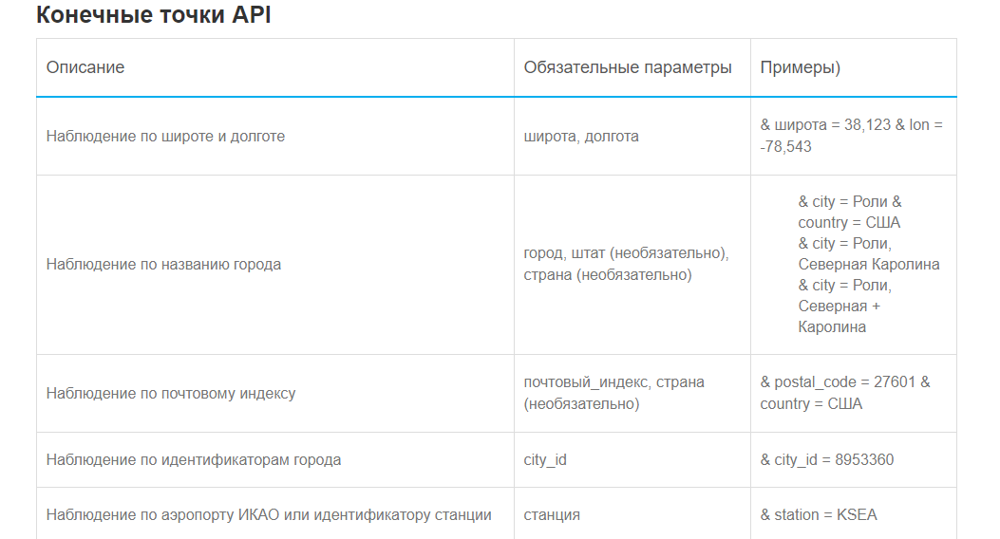 Конечные точки API
Описание
Обязательные параметры
Примеры)
Наблюдение по широте и долготе
широта, долгота
& широта = 38,123 & lon =
-78,543
Наблюдение по названию города
город, штат (необязательно),
страна (необязательно)
& city = Роли &
country = США
& city = Роли,
Северная Каролина
& city = Роли,
Северная +
Каролина
Наблюдение по почтовому индексу
почтовый_индекс, страна
(необязательно)
& postal_code = 27601 &
country = США
Наблюдение по идентификаторам города
city_id
& city_id = 8953360
Наблюдение по аэропорту ИКАО или идентификатору станции
станция
& station = KSEA